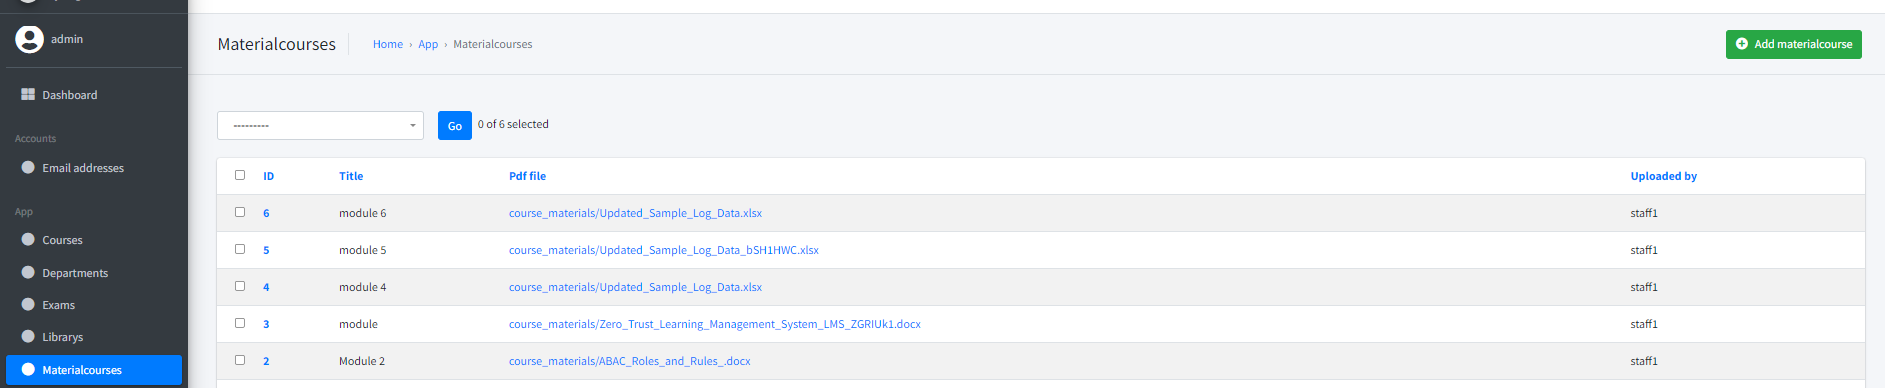 admin
Dashboard
Accounts
Email addresses
App
Courses
Departments
Exams
Librarys
Materialcourses
Materialcourses
Home › App › Materialcourses
Add materialcourse
---------
Go
0 of 6 selected
ID Title Pdf file Uploaded by
6 module 6 course_materials/Updated_Sample_Log_Data.xlsx staff1
5 module 5 course_materials/Updated_Sample_Log_Data_bSH1HWC.xlsx staff1
4 module 4 course_materials/Updated_Sample_Log_Data.xlsx staff1
3 module course_materials/Zero_Trust_Learning_Management_System_LMS_ZGRIUk1.docx staff1
2 Module 2 course_materials/ABAC_Roles_and_Rules_.docx staff1